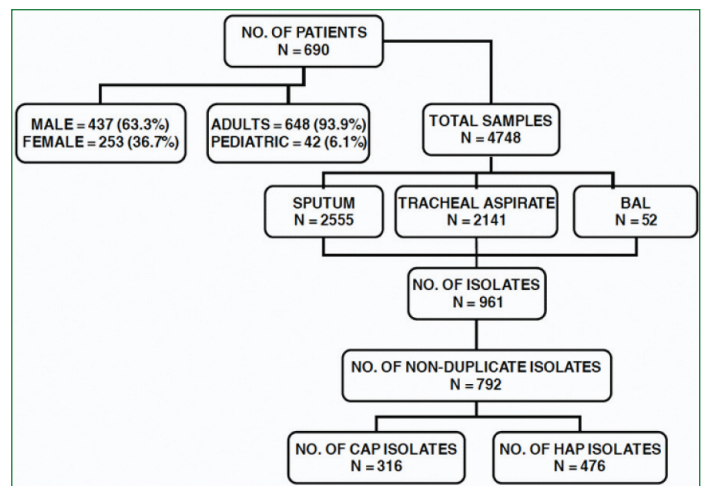 NO. OF PATIENTS
N = 690
MALE = 437 (63.3%)
FEMALE = 253 (36.7%)
ADULTS = 648 (93.9%)
PEDIATRIC = 42 (6.1%)
TOTAL SAMPLES
N = 4748
SPUTUM
N = 2555
TRACHEAL ASPIRATE
N = 2141
BAL
N = 52
NO. OF ISOLATES
N = 961
NO. OF NON-DUPLICATE ISOLATES
N = 792
NO. OF CAP ISOLATES
N = 316
NO. OF HAP ISOLATES
N = 476